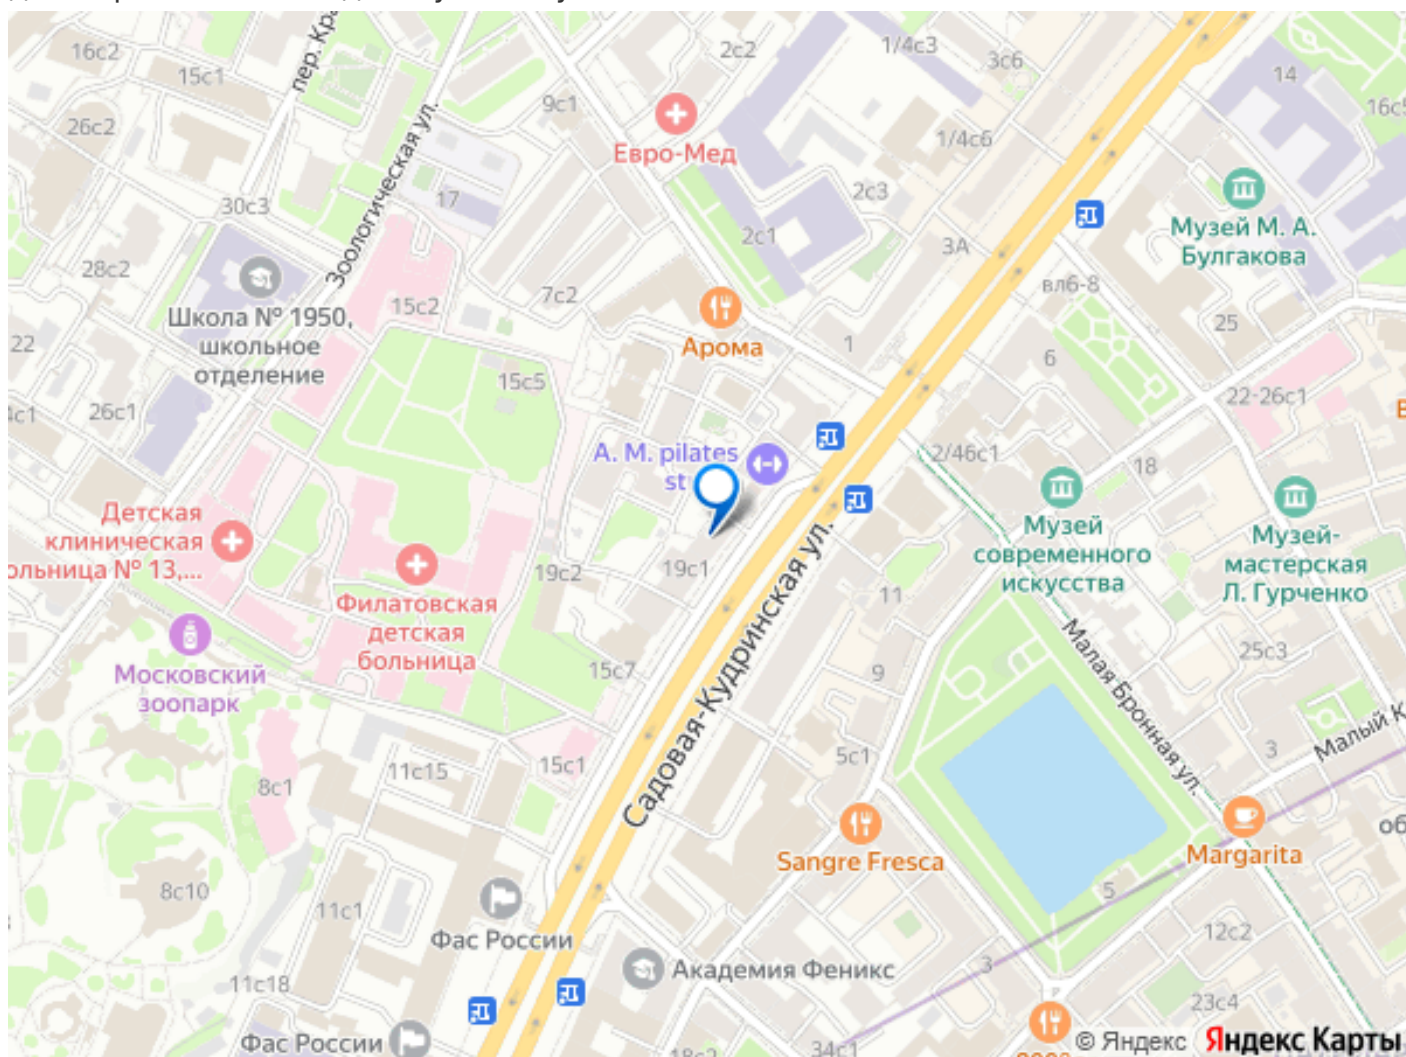 16с2
15с1
пер. Кра
2с2
1/4с3
3с6
14
16с5
26с2
9с1
Евро-Мед
1/4с6
Зоологическая ул.
17
30с3
2с3
2с1
3А
Музей М. А.
Булгакова
28с2
15с2
7с2
вл6-8
Школа № 1950,
школьное
отделение
22
Арома
1
25
6
15с5
22-26с1
4с1
26с1
A. M. pilates
st
2/46с1
18
Детская
клиническая
ольница № 13,...
19с2
19с1
Музей
современного
искусства
Музей-
мастерская
Л. Гурченко
Филатовская
детская
больница
11
Садовая-Кудринская ул.
Московский
зоопарк
15с7
9
Малая Бронная ул.
25с3
Малый К
3
8с1
11с15
15с1
5с1
Sangre Fresca
Margarita
об
8с10
11с1
5
Фас России
12с2
Академия Феникс
3
11с18
23с4
Фас России
18с2
34с1
© Яндекс
Яндекс Карты